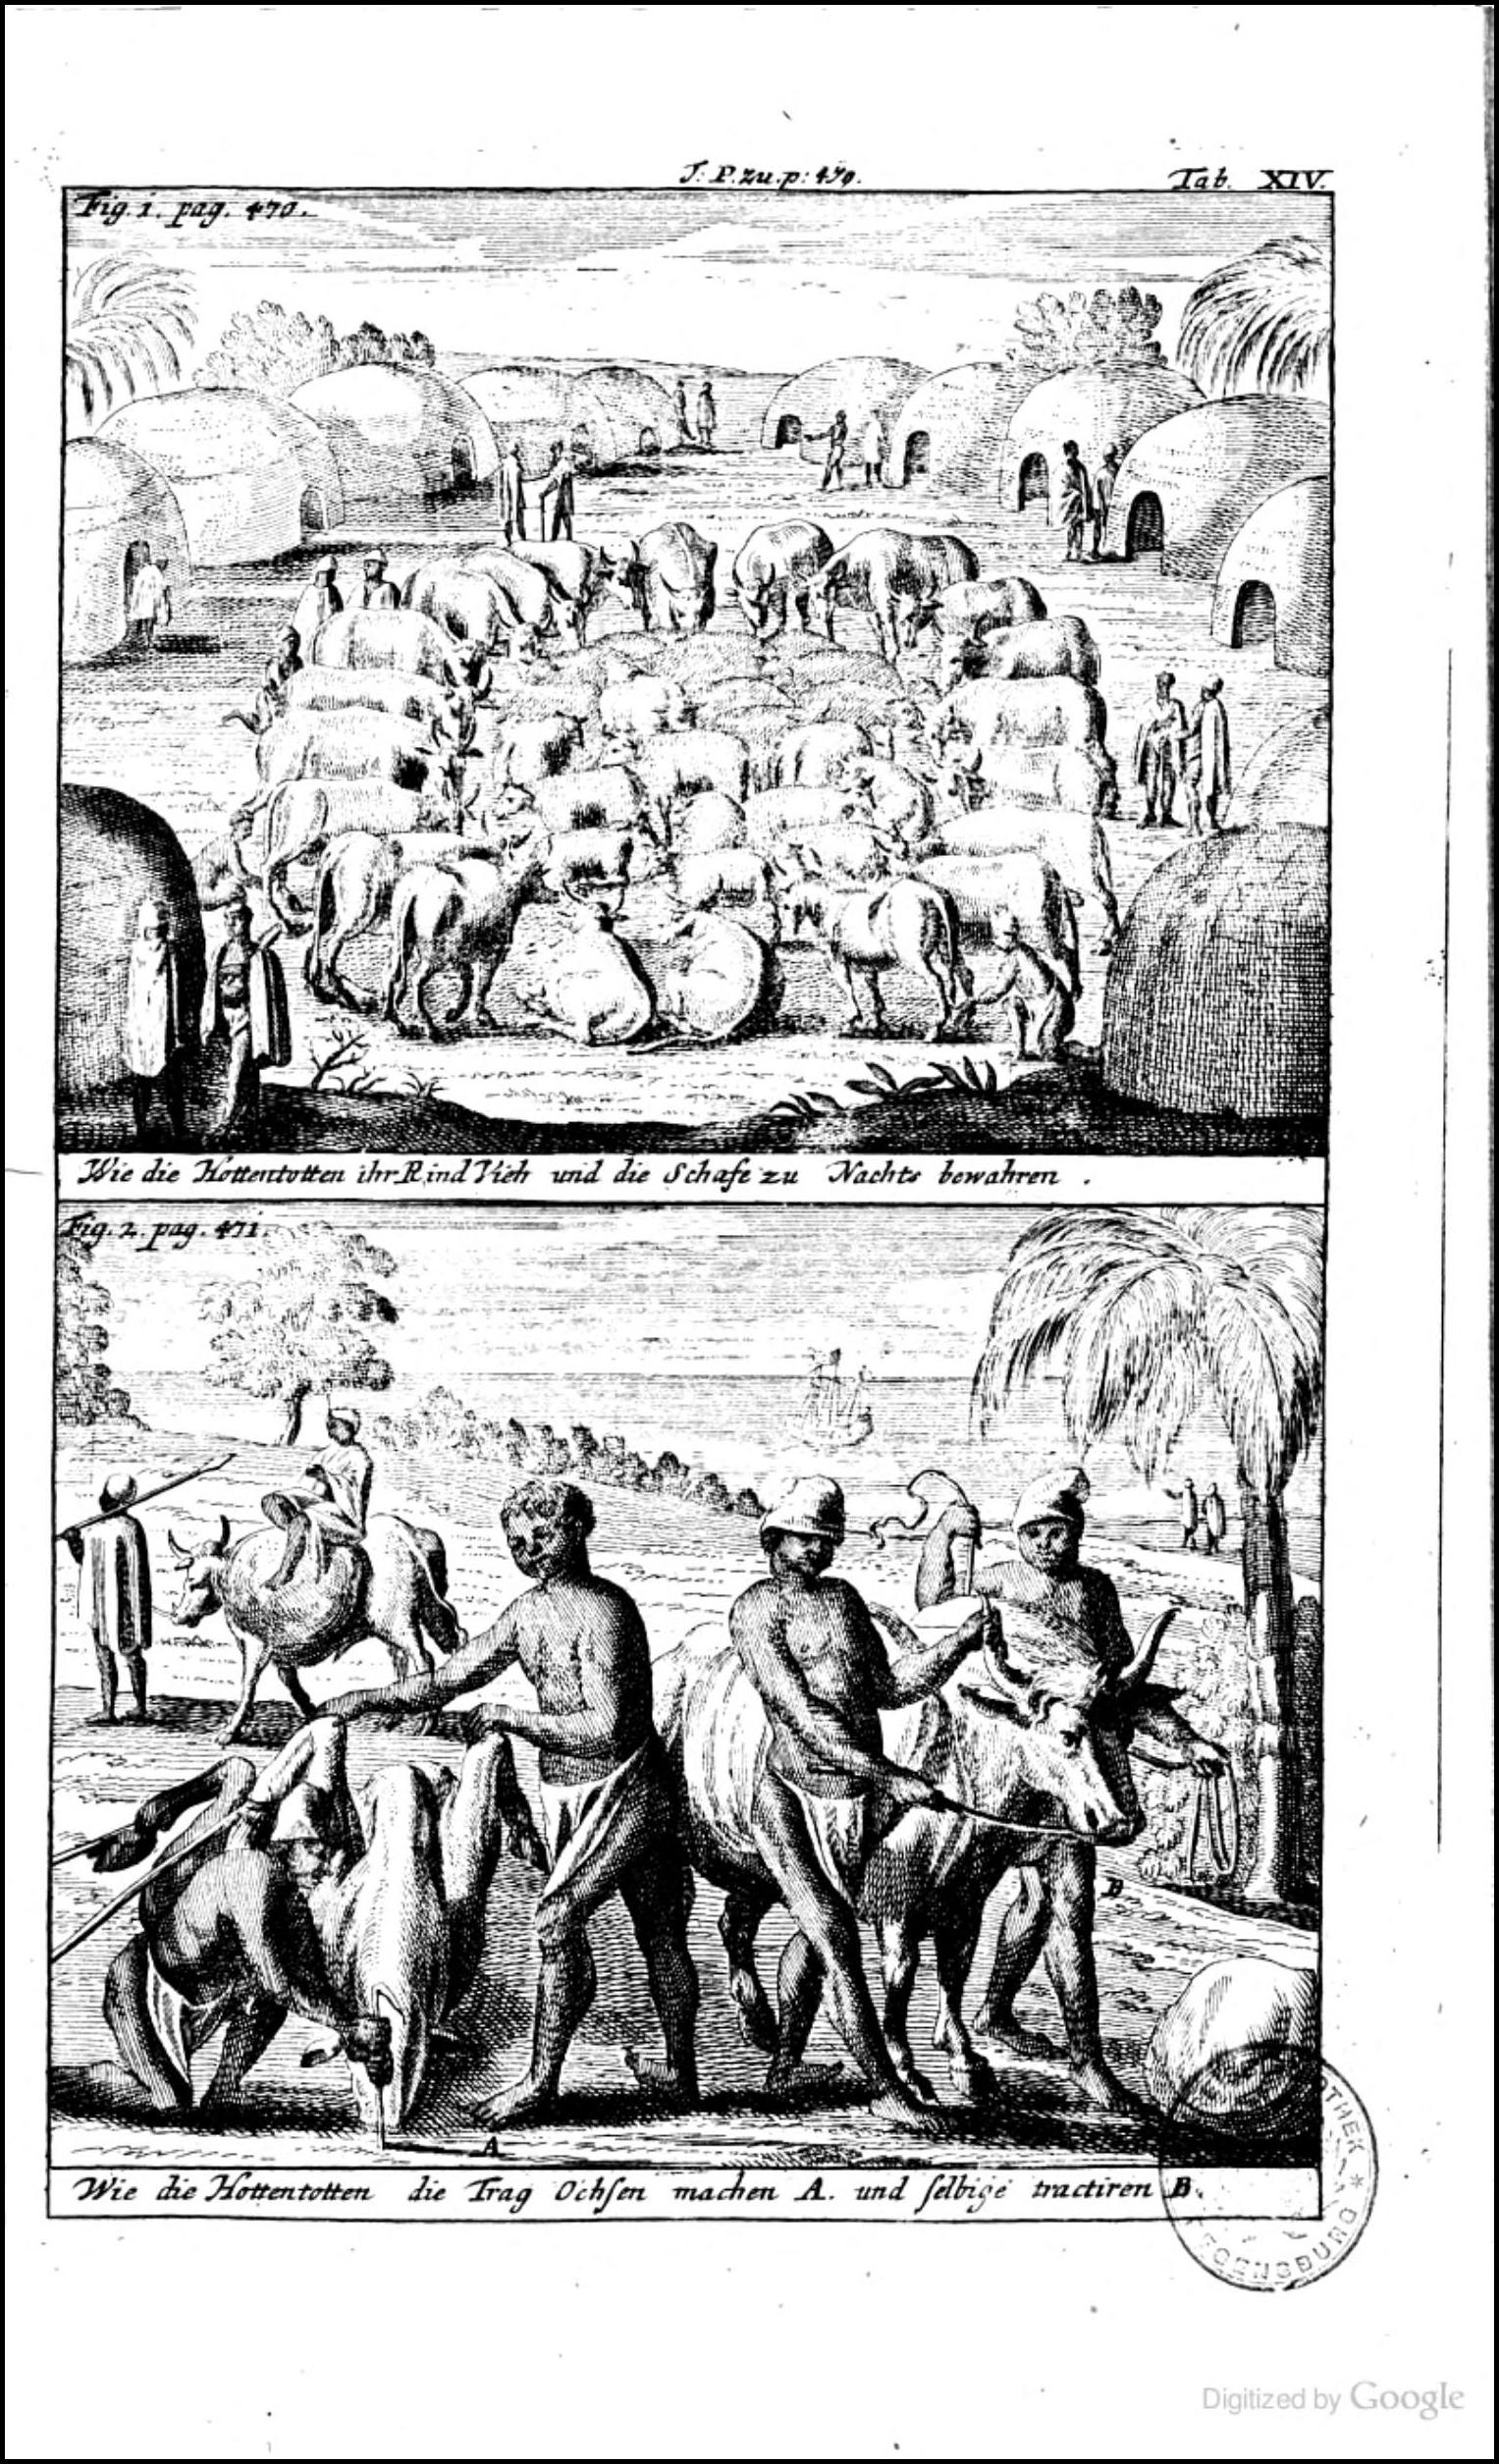 J. P. zu. p: 470.
Tab. XIV.
Fig. 1. pag. 470.
Wie die Hottentotten ihr Rind Vieh und die Schafe zu Nachts bewahren .
Fig. 2. pag. 471.
B
A
Wie die Hottentotten die Trag Ochsen machen A. und selbige tractiren B.
Digitized by Google